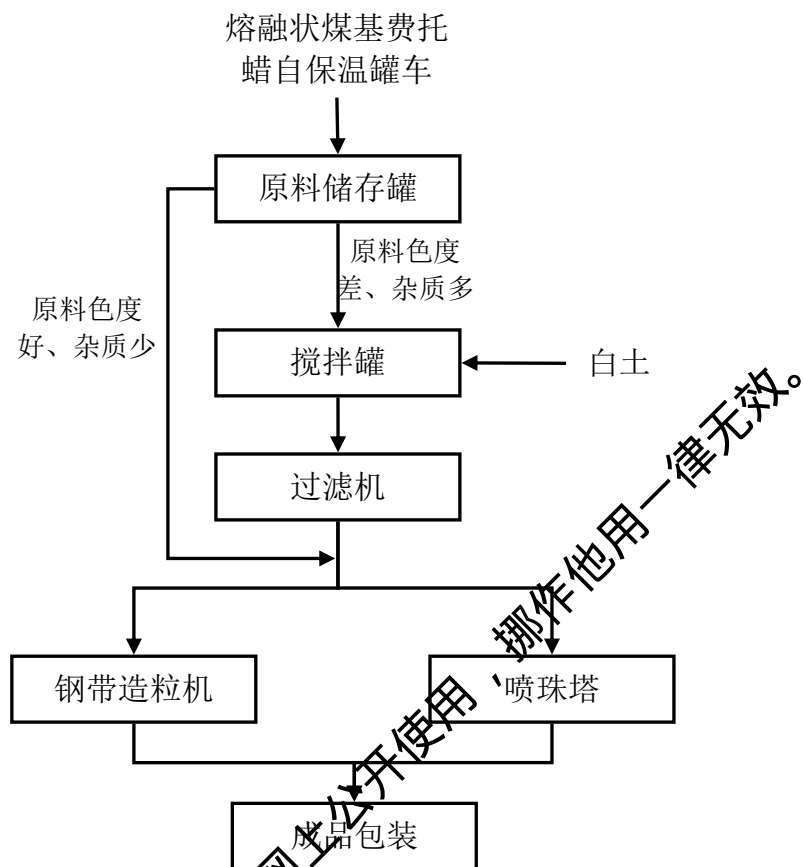 熔融状煤基费托
蜡自保温罐车
原料储存罐
原料色度
差、杂质多
原料色度
好、杂质少
搅拌罐
白土
过滤机
钢带造粒机
喷珠塔
成品包装
网上公开使用、挪作他用一律无效。